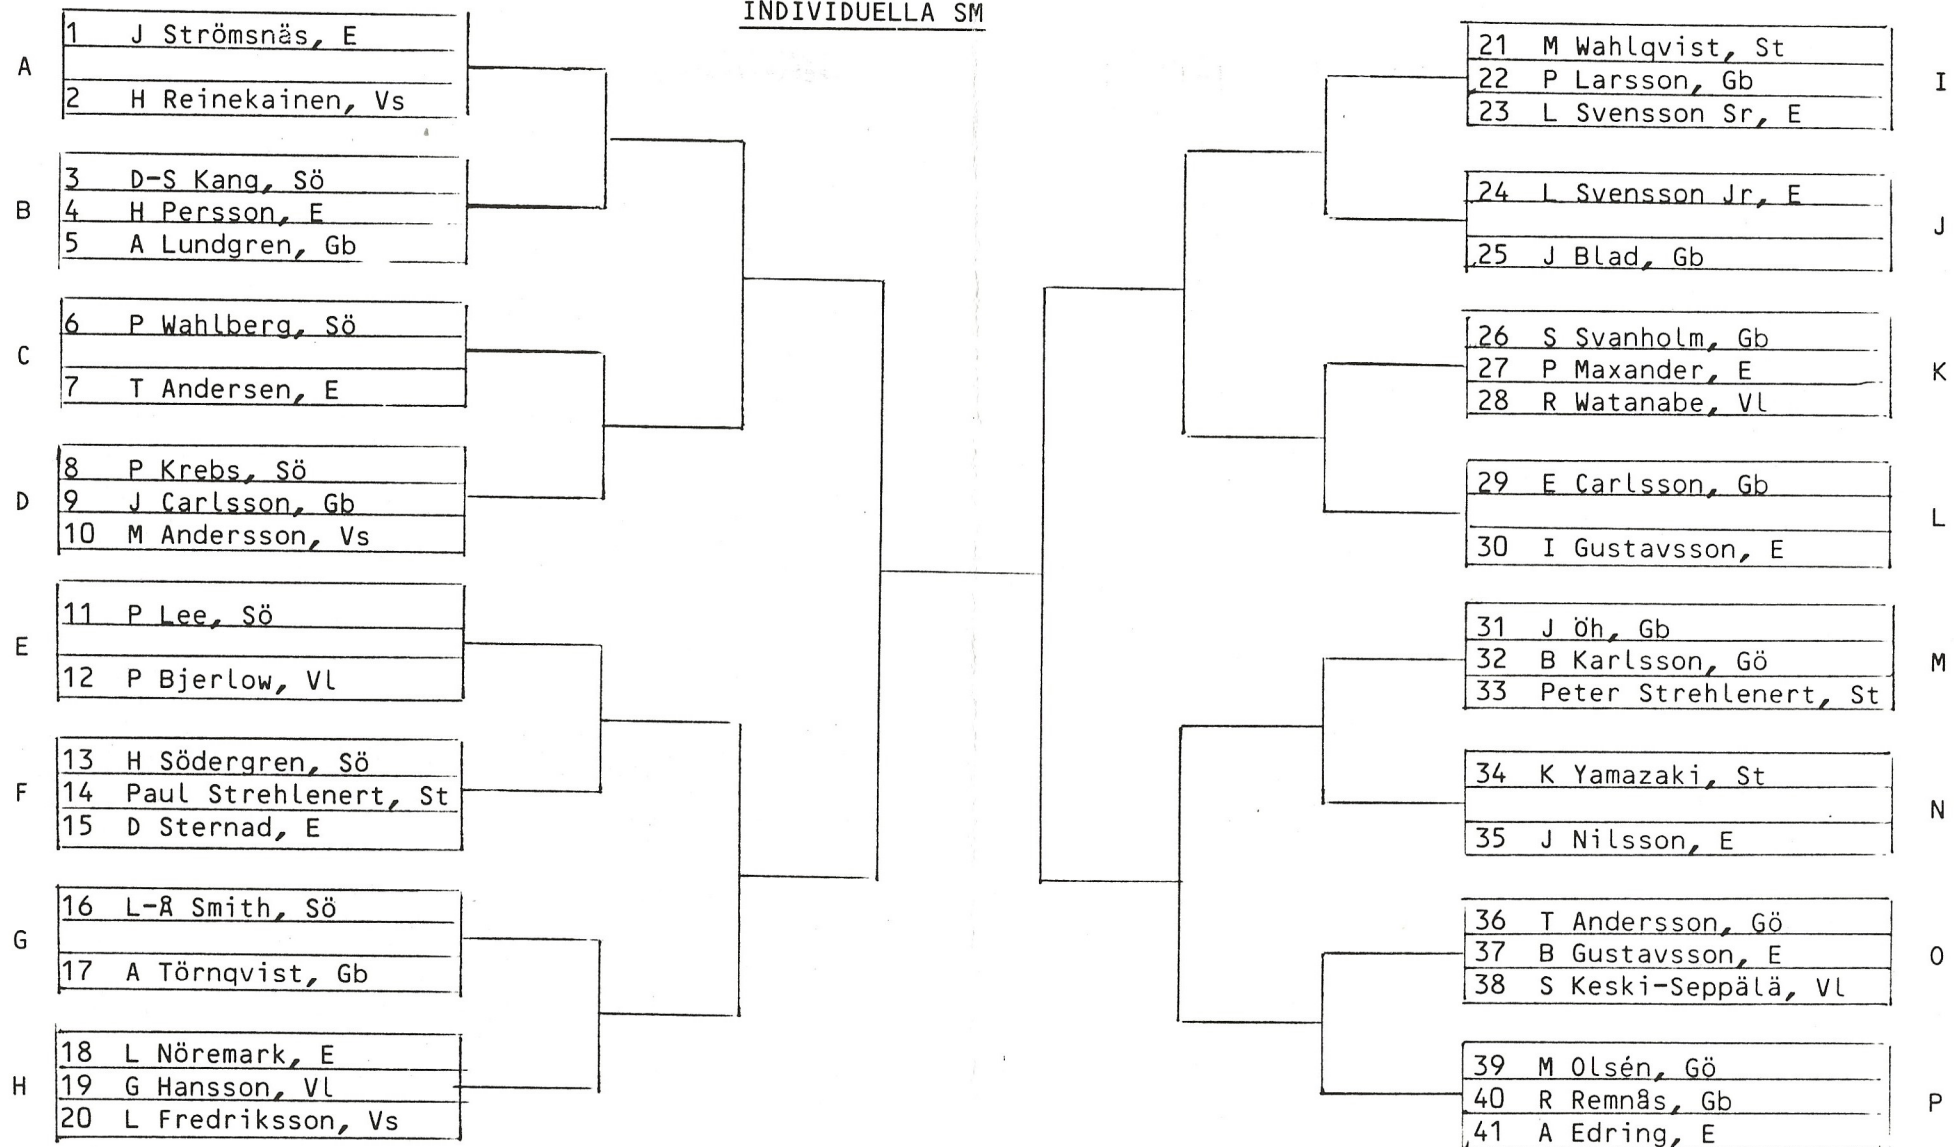 INDIVIDUELLA SM
A
1 J Strömsnäs, E
2 H Reinekainen, Vs
B
3 D-S Kang, Sö
4 H Persson, E
5 A Lundgren, Gb
C
6 P Wahlberg, Sö
7 T Andersen, E
D
8 P Krebs, Sö
9 J Carlsson, Gb
10 M Andersson, Vs
E
11 P Lee, Sö
12 P Bjerlow, Vl
F
13 H Södergren, Sö
14 Paul Strehlenert, St
15 D Sternad, E
G
16 L-Å Smith, Sö
17 A Törnqvist, Gb
H
18 L Nöremark, E
19 G Hansson, Vl
20 L Fredriksson, Vs
I
21 M Wahlqvist, St
22 P Larsson, Gb
23 L Svensson Sr, E
J
24 L Svensson Jr, E
25 J Blad, Gb
K
26 S Svanholm, Gb
27 P Maxander, E
28 R Watanabe, Vl
L
29 E Carlsson, Gb
30 I Gustavsson, E
M
31 J Öh, Gb
32 B Karlsson, Gö
33 Peter Strehlenert, St
N
34 K Yamazaki, St
35 J Nilsson, E
O
36 T Andersson, Gö
37 B Gustavsson, E
38 S Keski-Seppälä, Vl
P
39 M Olsén, Gö
40 R Remnås, Gb
41 A Edring, E